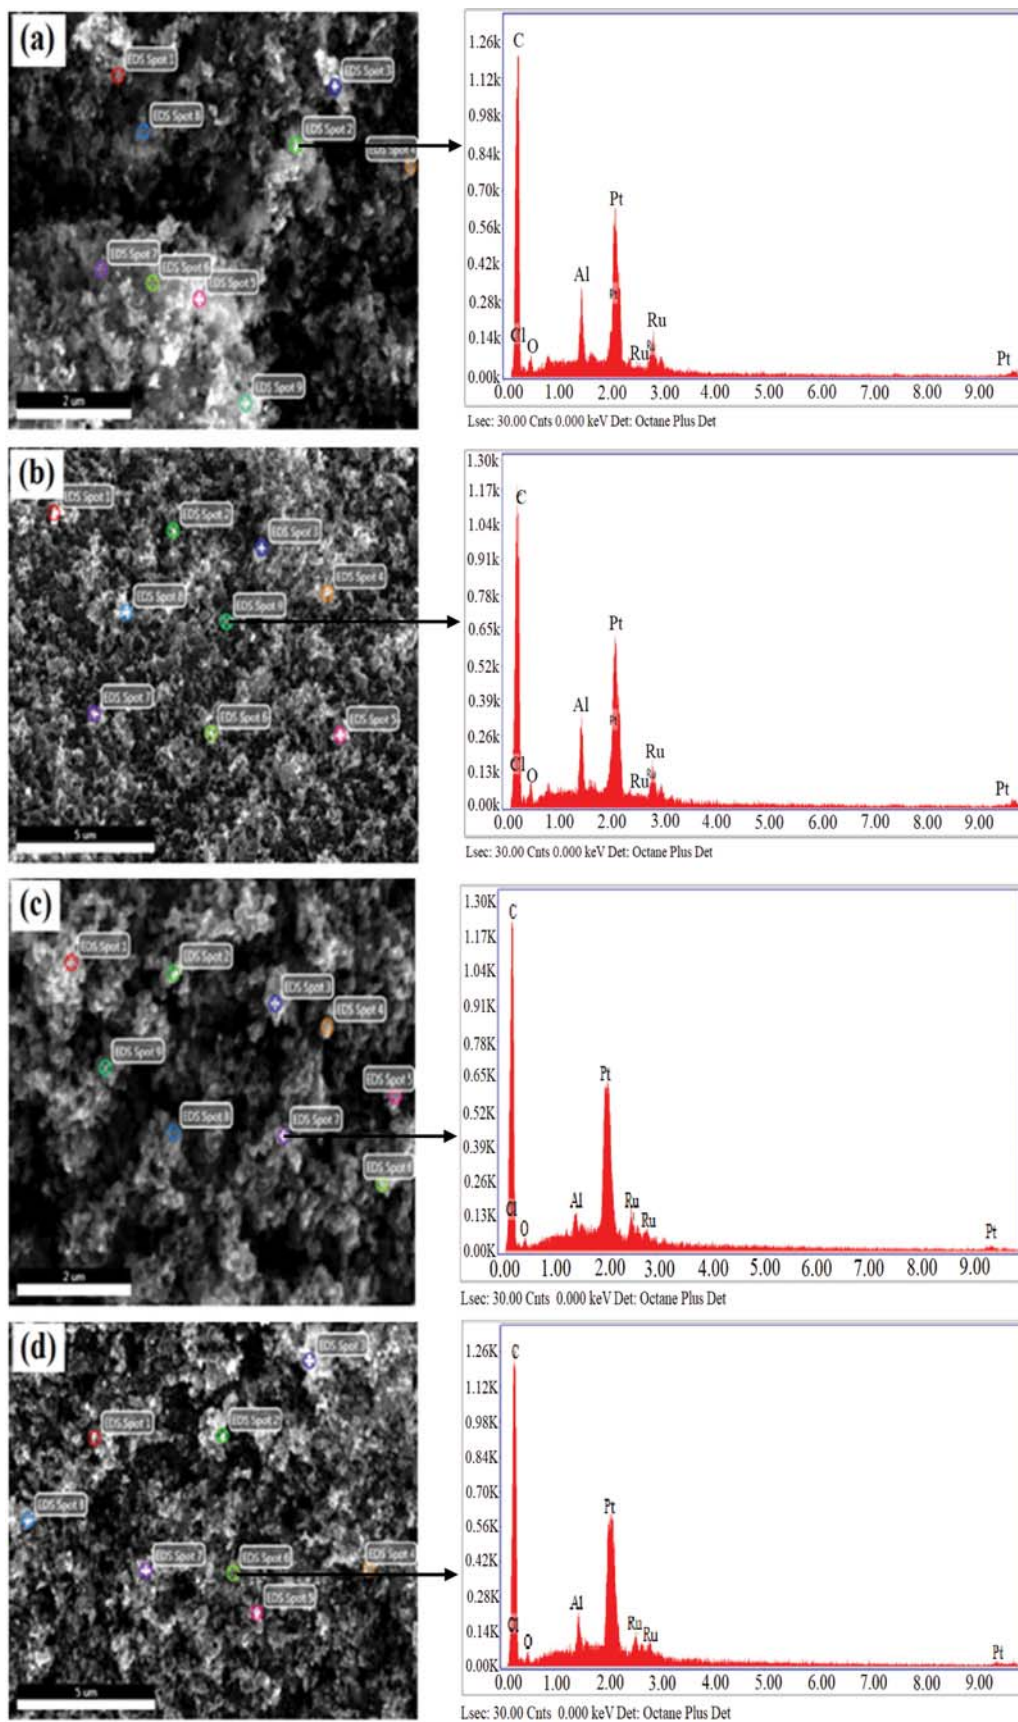 (a)
EDS Spot 1
EDS Spot 3
EDS Spot 8
EDS Spot 2
EDS Spot
EDS Spot 7
EDS Spot 6
EDS Spot 5
EDS Spot 9
2 um
1.26k
1.12k
0.98k
0.84k
0.70k
0.56k
0.42k
0.28k
0.14k
0.00k
C
Pt
Al
Pt
Ru
Ru
Cl
O
Ru
Pt
0.00 1.00 2.00 3.00 4.00 5.00 6.00 7.00 8.00 9.00
Lsec: 30.00 Cnts 0.000 keV Det: Octane Plus Det
(b)
EDS Spot 1
EDS Spot 2
EDS Spot 3
EDS Spot 4
EDS Spot 8
EDS Spot 9
EDS Spot 7
EDS Spot 6
EDS Spot 5
5 um
1.30k
1.17k
1.04k
0.91k
0.78k
0.65k
0.52k
0.39k
0.26k
0.13k
0.00k
C
Pt
Al
Pt
Ru
Ru
Cl
O
Ru
Pt
0.00 1.00 2.00 3.00 4.00 5.00 6.00 7.00 8.00 9.00
Lsec: 30.00 Cnts 0.000 keV Det: Octane Plus Det
(c)
EDS Spot 1
EDS Spot 2
EDS Spot 3
EDS Spot 4
EDS Spot 9
EDS Spot 5
EDS Spot 8
EDS Spot 7
EDS Spot 6
2 um
1.30K
1.17K
1.04K
0.91K
0.78K
0.65K
0.52K
0.39K
0.26K
0.13K
0.00K
C
Pt
Al
Ru
Ru
Cl
O
Pt
0.00 1.00 2.00 3.00 4.00 5.00 6.00 7.00 8.00 9.00
Lsec: 30.00 Cnts 0.000 keV Det: Octane Plus Det
(d)
EDS Spot 3
EDS Spot 1
EDS Spot 2
EDS Spot 8
EDS Spot 7
EDS Spot 6
EDS Spot 4
EDS Spot 5
5 um
1.26K
1.12K
0.98K
0.84K
0.70K
0.56K
0.42K
0.28K
0.14K
0.00K
C
Pt
Al
Ru
Ru
Cl
O
Pt
0.00 1.00 2.00 3.00 4.00 5.00 6.00 7.00 8.00 9.00
Lsec: 30.00 Cnts 0.000 keV Det: Octane Plus Det